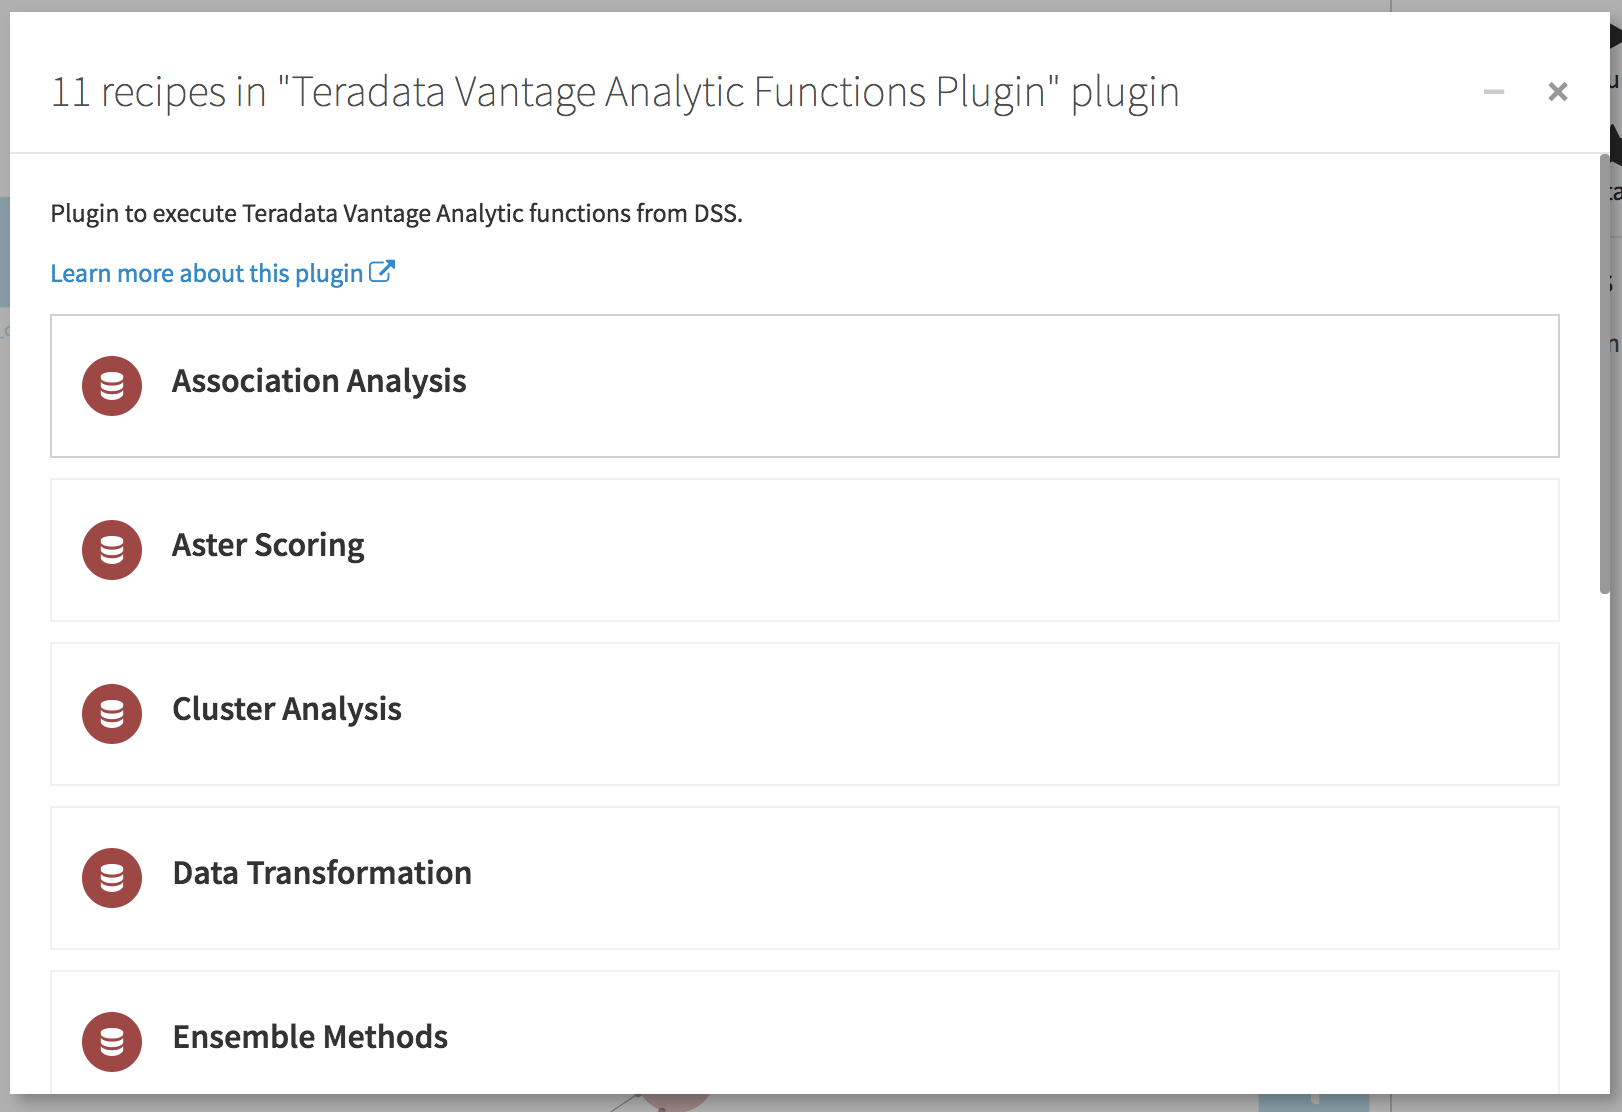 11 recipes in "Teradata Vantage Analytic Functions Plugin" plugin
Plugin to execute Teradata Vantage Analytic functions from DSS.
Learn more about this plugin
Association Analysis
Aster Scoring
Cluster Analysis
Data Transformation
Ensemble Methods